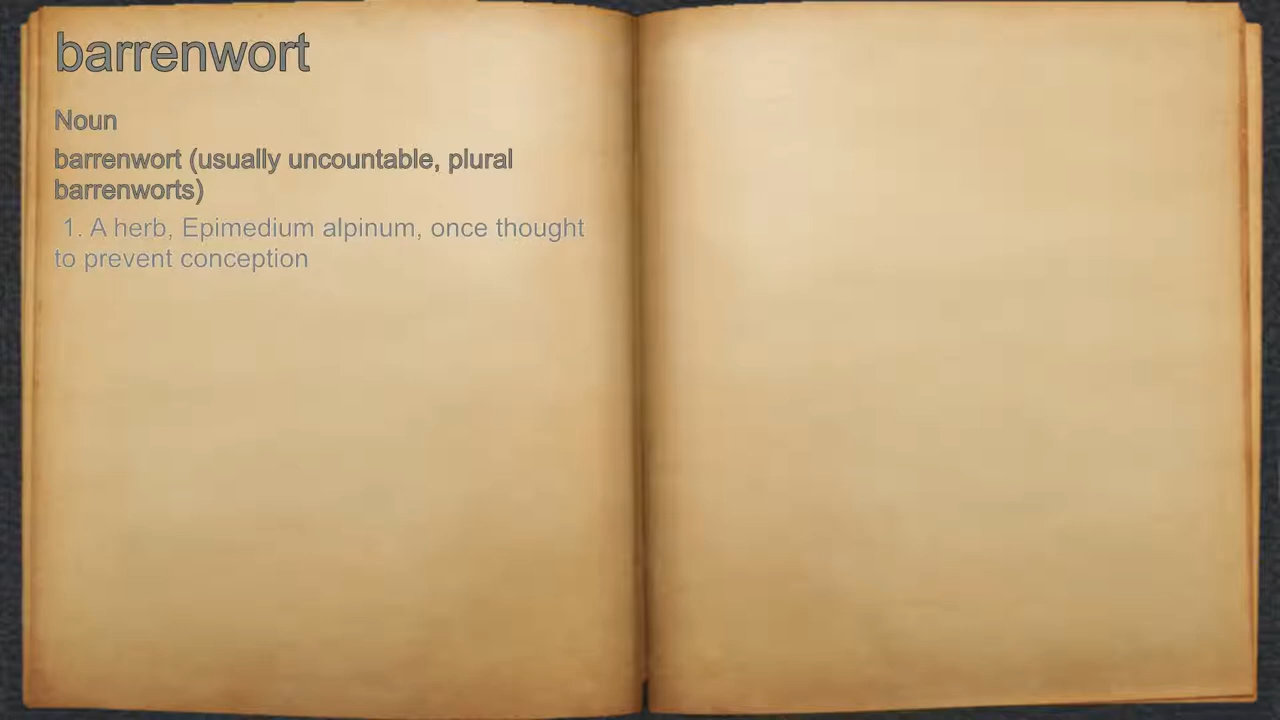 barrenwort
Noun
barrenwort (usually uncountable, plural
barrenworts)
1. A herb, Epimedium alpinum, once thought
to prevent conception